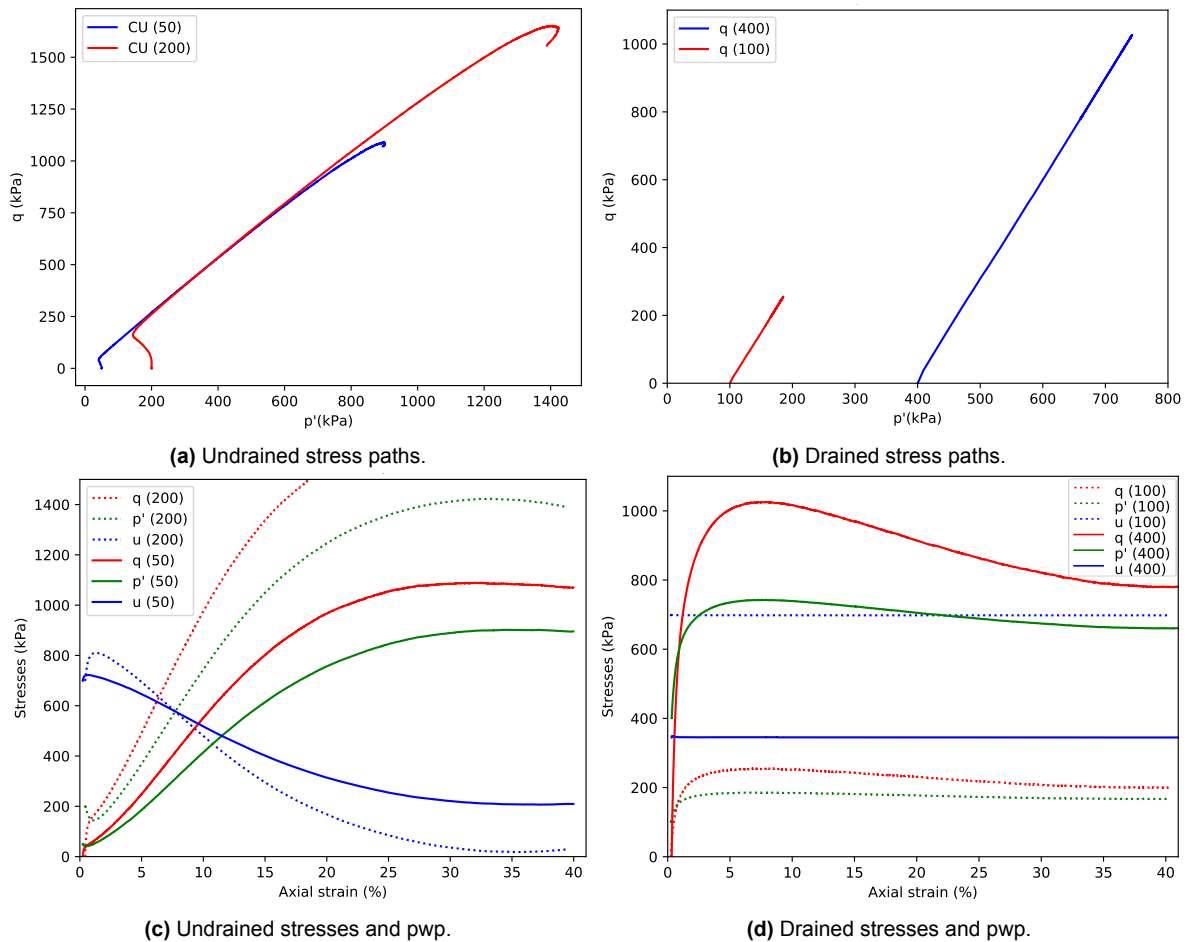 CU (50)
CU (200)
q (kPa)
0
250
500
750
1000
1250
1500
0 200 400 600 800 1000 1200 1400
p'(kPa)
(a) Undrained stress paths.
q (400)
q (100)
q (kPa)
0
200
400
600
800
1000
0 100 200 300 400 500 600 700 800
p'(kPa)
(b) Drained stress paths.
q (200)
p' (200)
u (200)
q (50)
p' (50)
u (50)
Stresses (kPa)
0
200
400
600
800
1000
1200
1400
0 5 10 15 20 25 30 35 40
Axial strain (%)
(c) Undrained stresses and pwp.
q (100)
p' (100)
u (100)
q (400)
p' (400)
u (400)
Stresses (kPa)
0
200
400
600
800
1000
0 5 10 15 20 25 30 35 40
Axial strain (%)
(d) Drained stresses and pwp.